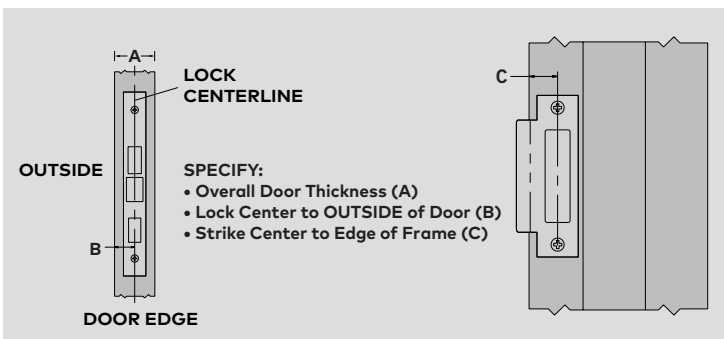 A
LOCK
CENTERLINE
C
OUTSIDE
SPECIFY:
• Overall Door Thickness (A)
• Lock Center to OUTSIDE of Door (B)
• Strike Center to Edge of Frame (C)
B
DOOR EDGE